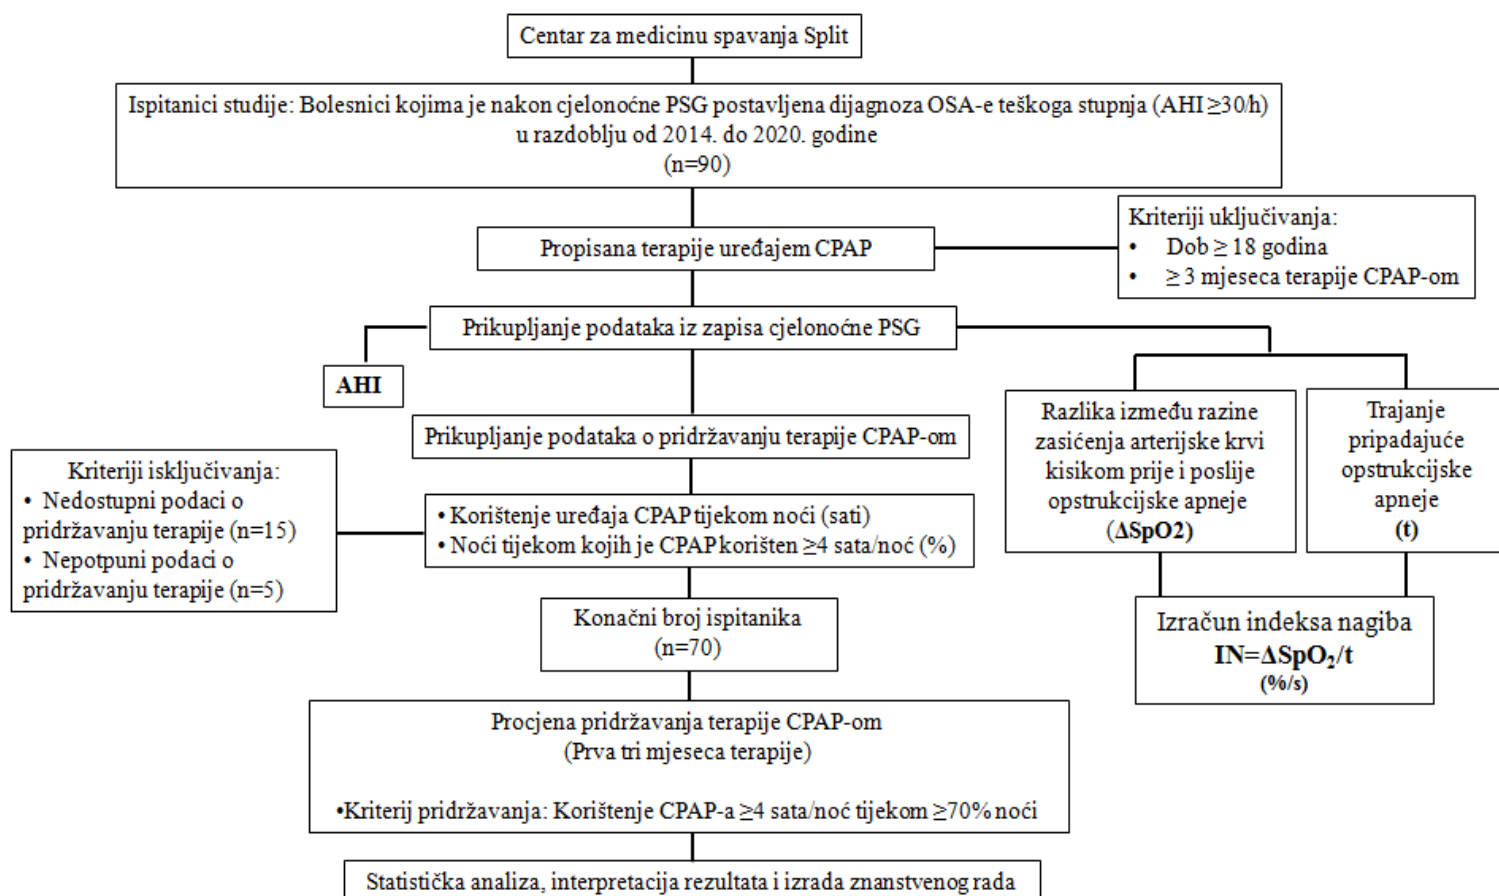 Centar za medicinu spavanja Split
Ispitanici studije: Bolesnici kojima je nakon cjelonoćne PSG postavljena dijagnoza OSA-e teškoga stupnja (AHI ≥30/h)
u razdoblju od 2014. do 2020. godine
(n=90)
Kriteriji uključivanja:
• Dob ≥ 18 godina
• ≥ 3 mjeseca terapije CPAP-om
Propisana terapije uređajem CPAP
Prikupljanje podataka iz zapisa cjelonoćne PSG
AHI
Razlika između razine
zasićenja arterijske krvi
kisikom prije i poslije
opstrukcijske apneje
(ΔSpO2)
Trajanje
pripadajuće
opstrukcijske
apneje
(t)
Prikupljanje podataka o pridržavanju terapije CPAP-om
Kriteriji isključivanja:
• Nedostupni podaci o
pridržavanju terapije (n=15)
• Nepotpuni podaci o
pridržavanju terapije (n=5)
• Korištenje uređaja CPAP tijekom noći (sati)
• Noći tijekom kojih je CPAP korišten ≥4 sata/noć (%)
Konačni broj ispitanika
(n=70)
Izračun indeksa nagiba
IN=ΔSpO₂/t
(%/s)
Procjena pridržavanja terapije CPAP-om
(Prva tri mjeseca terapije)
•Kriterij pridržavanja: Korištenje CPAP-a ≥4 sata/noć tijekom ≥70% noći
Statistička analiza, interpretacija rezultata i izrada znanstvenog rada